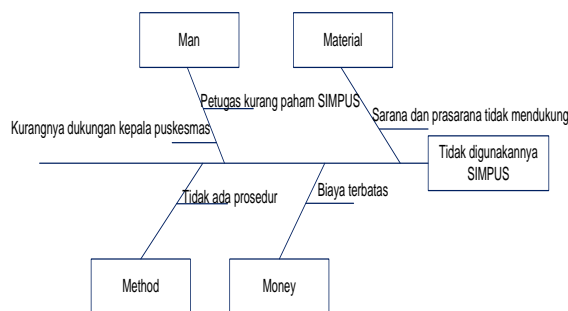 Man
Material
Petugas kurang paham SIMPUS
Sarana dan prasarana tidak mendukung
Kurangnya dukungan kepala puskesmas
Tidak digunakannya
SIMPUS
Tidak ada prosedur
Biaya terbatas
Method
Money